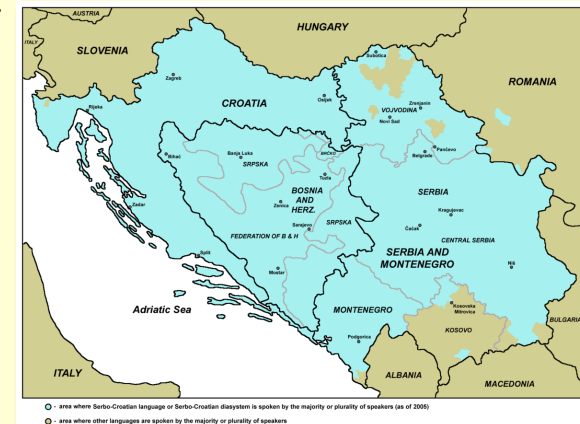 AUSTRIA
HUNGARY
ITALY
SLOVENIA
Subotica
ROMANIA
Zagreb
CROATIA
Osijek
VOJVODINA
Zrenjanin
Rijeka
Novi Sad
Pančevo
Belgrade
Bihać
Banja Luka
SRPSKA
BRČKO
Tuzla
BOSNIA
AND
HERZ.
SERBIA
Zadar
Zenica
Kragujevac
Sarajevo
SRPSKA
Čačak
FEDERATION OF B & H
CENTRAL SERBIA
SERBIA AND
MONTENEGRO
Split
Mostar
Niš
Adriatic Sea
MONTENEGRO
Kosovska
Mitrovica
BULGARIA
KOSOVO
Podgorica
ITALY
ALBANIA
MACEDONIA
- area where Serbo-Croatian language or Serbo-Croatian diasystem is spoken by the majority or plurality of speakers (as of 2005)
- area where other languages are spoken by the majority or plurality of speakers